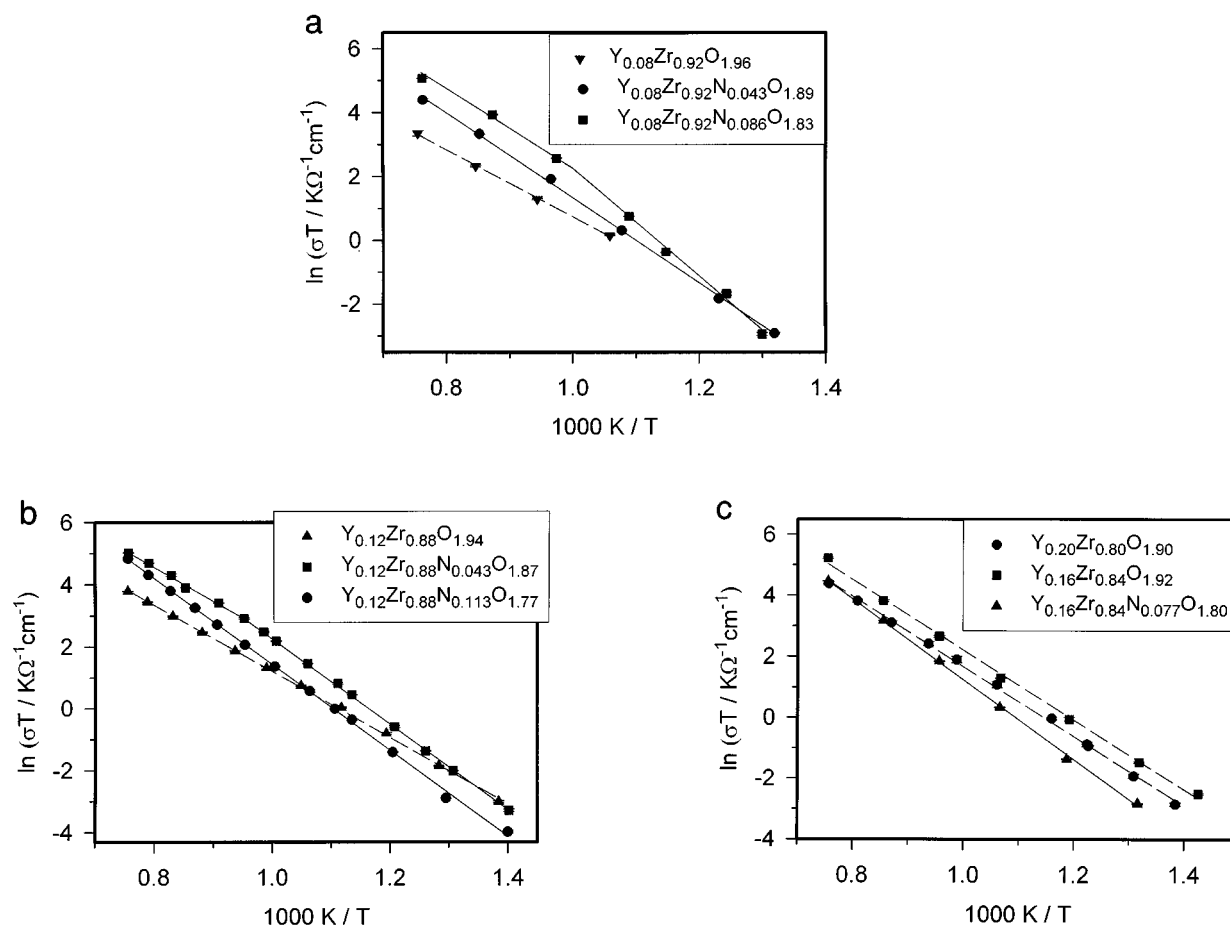 a
ln (σT / KΩ⁻¹cm⁻¹)
6
4
2
0
-2
Y₀.₀₈Zr₀.₉₂O₁.₉₆
Y₀.₀₈Zr₀.₉₂N₀.₀₄₃O₁.₈₉
Y₀.₀₈Zr₀.₉₂N₀.₀₈₆O₁.₈₃
0.8 1.0 1.2 1.4
1000 K / T
b
ln (σT / KΩ⁻¹cm⁻¹)
6
4
2
0
-2
-4
Y₀.₁₂Zr₀.₈₈O₁.₉₄
Y₀.₁₂Zr₀.₈₈N₀.₀₄₃O₁.₈₇
Y₀.₁₂Zr₀.₈₈N₀.₁₁₃O₁.₇₇
0.8 1.0 1.2 1.4
1000 K / T
c
ln (σT / KΩ⁻¹cm⁻¹)
6
4
2
0
-2
-4
Y₀.₂₀Zr₀.₈₀O₁.₉₀
Y₀.₁₆Zr₀.₈₄O₁.₉₂
Y₀.₁₆Zr₀.₈₄N₀.₀₇₇O₁.₈₀
0.8 1.0 1.2 1.4
1000 K / T